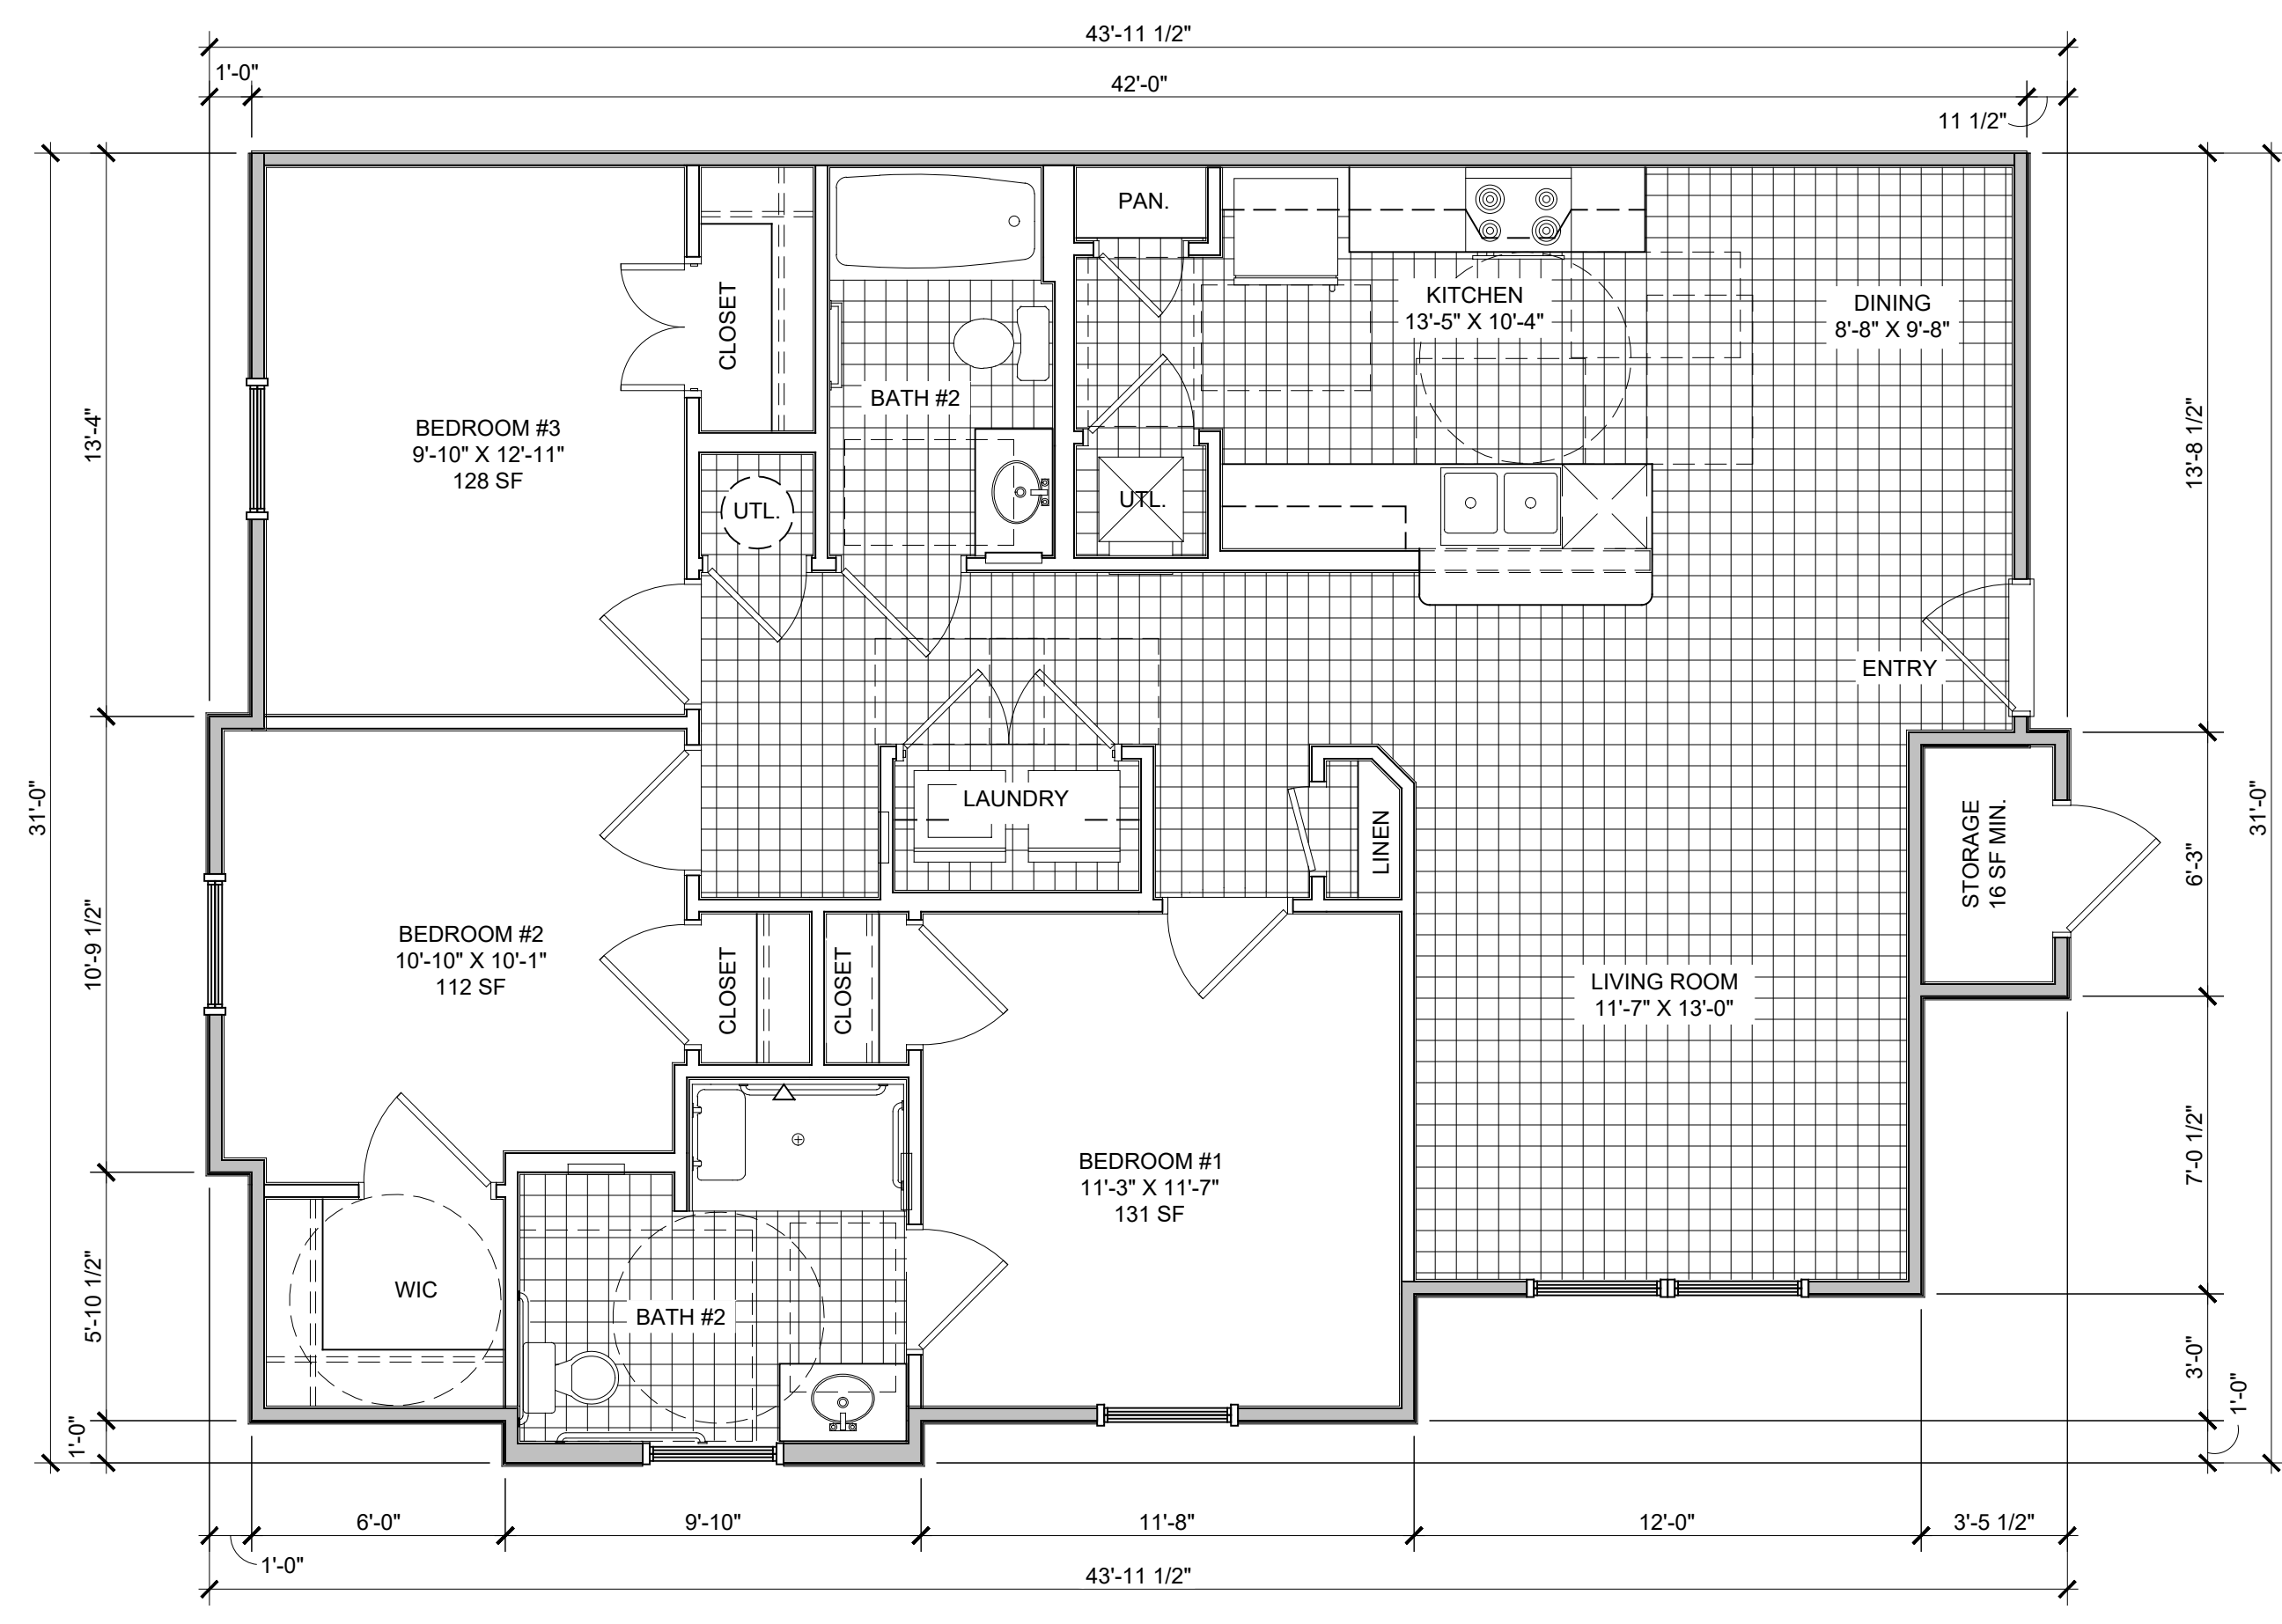 43'-11 1/2"
1'-0"
42'-0"
11 1/2"
PAN.
KITCHEN
13'-5" X 10'-4"
DINING
8'-8" X 9'-8"
CLOSET
BATH #2
BEDROOM #3
9'-10" X 12'-11"
128 SF
UTL.
UTL.
13'-4"
13'-8 1/2"
ENTRY
LAUNDRY
LINEN
STORAGE
16 SF MIN.
31'-0"
31'-0"
6'-3"
10'-9 1/2"
BEDROOM #2
10'-10" X 10'-1"
112 SF
CLOSET
CLOSET
LIVING ROOM
11'-7" X 13'-0"
BEDROOM #1
11'-3" X 11'-7"
131 SF
7'-0 1/2"
5'-10 1/2"
WIC
BATH #2
3'-0"
1'-0"
1'-0"
6'-0"
9'-10"
11'-8"
12'-0"
3'-5 1/2"
1'-0"
43'-11 1/2"